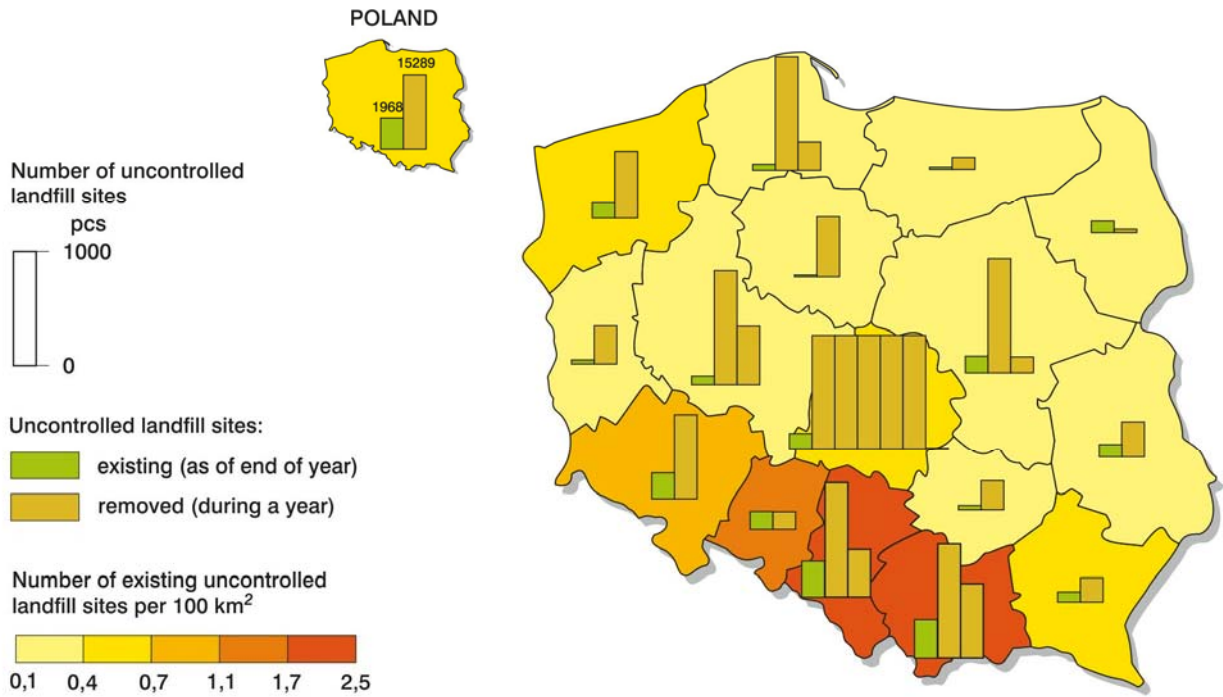 POLAND
15289
1968
Number of uncontrolled
landfill sites
pcs
1000
0
Uncontrolled landfill sites:
existing (as of end of year)
removed (during a year)
Number of existing uncontrolled
landfill sites per 100 km²
0,1 0,4 0,7 1,1 1,7 2,5